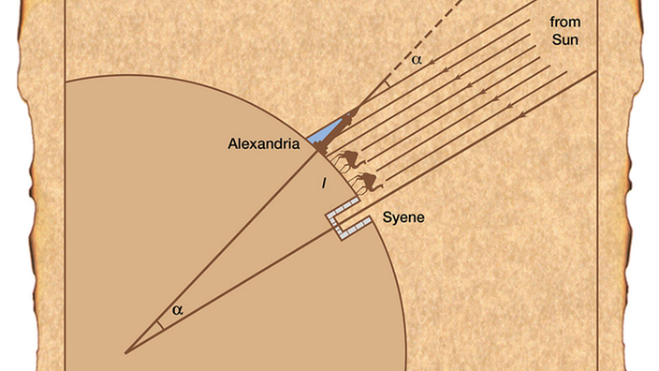 from
Sun
α
Alexandria
l
Syene
α